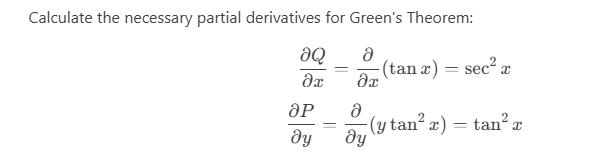 Calculate the necessary partial derivatives for Green's Theorem:
∂Q/∂x = ∂/∂x (tan x) = sec² x
∂P/∂y = ∂/∂y (y tan² x) = tan² x